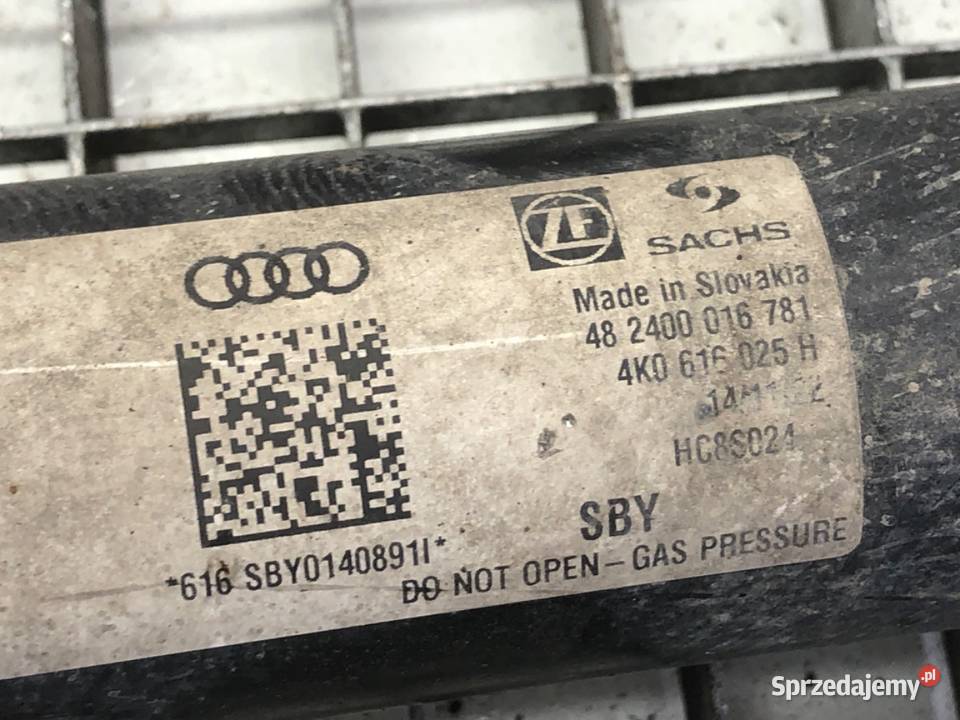 ZF
SACHS
Made in Slovakia
48 2400 016 781
4K0 616 025 H
HC8S024
SBY
*616 SBY0140891I*
DO NOT OPEN – GAS PRESSURE
Sprzedajemy.pl